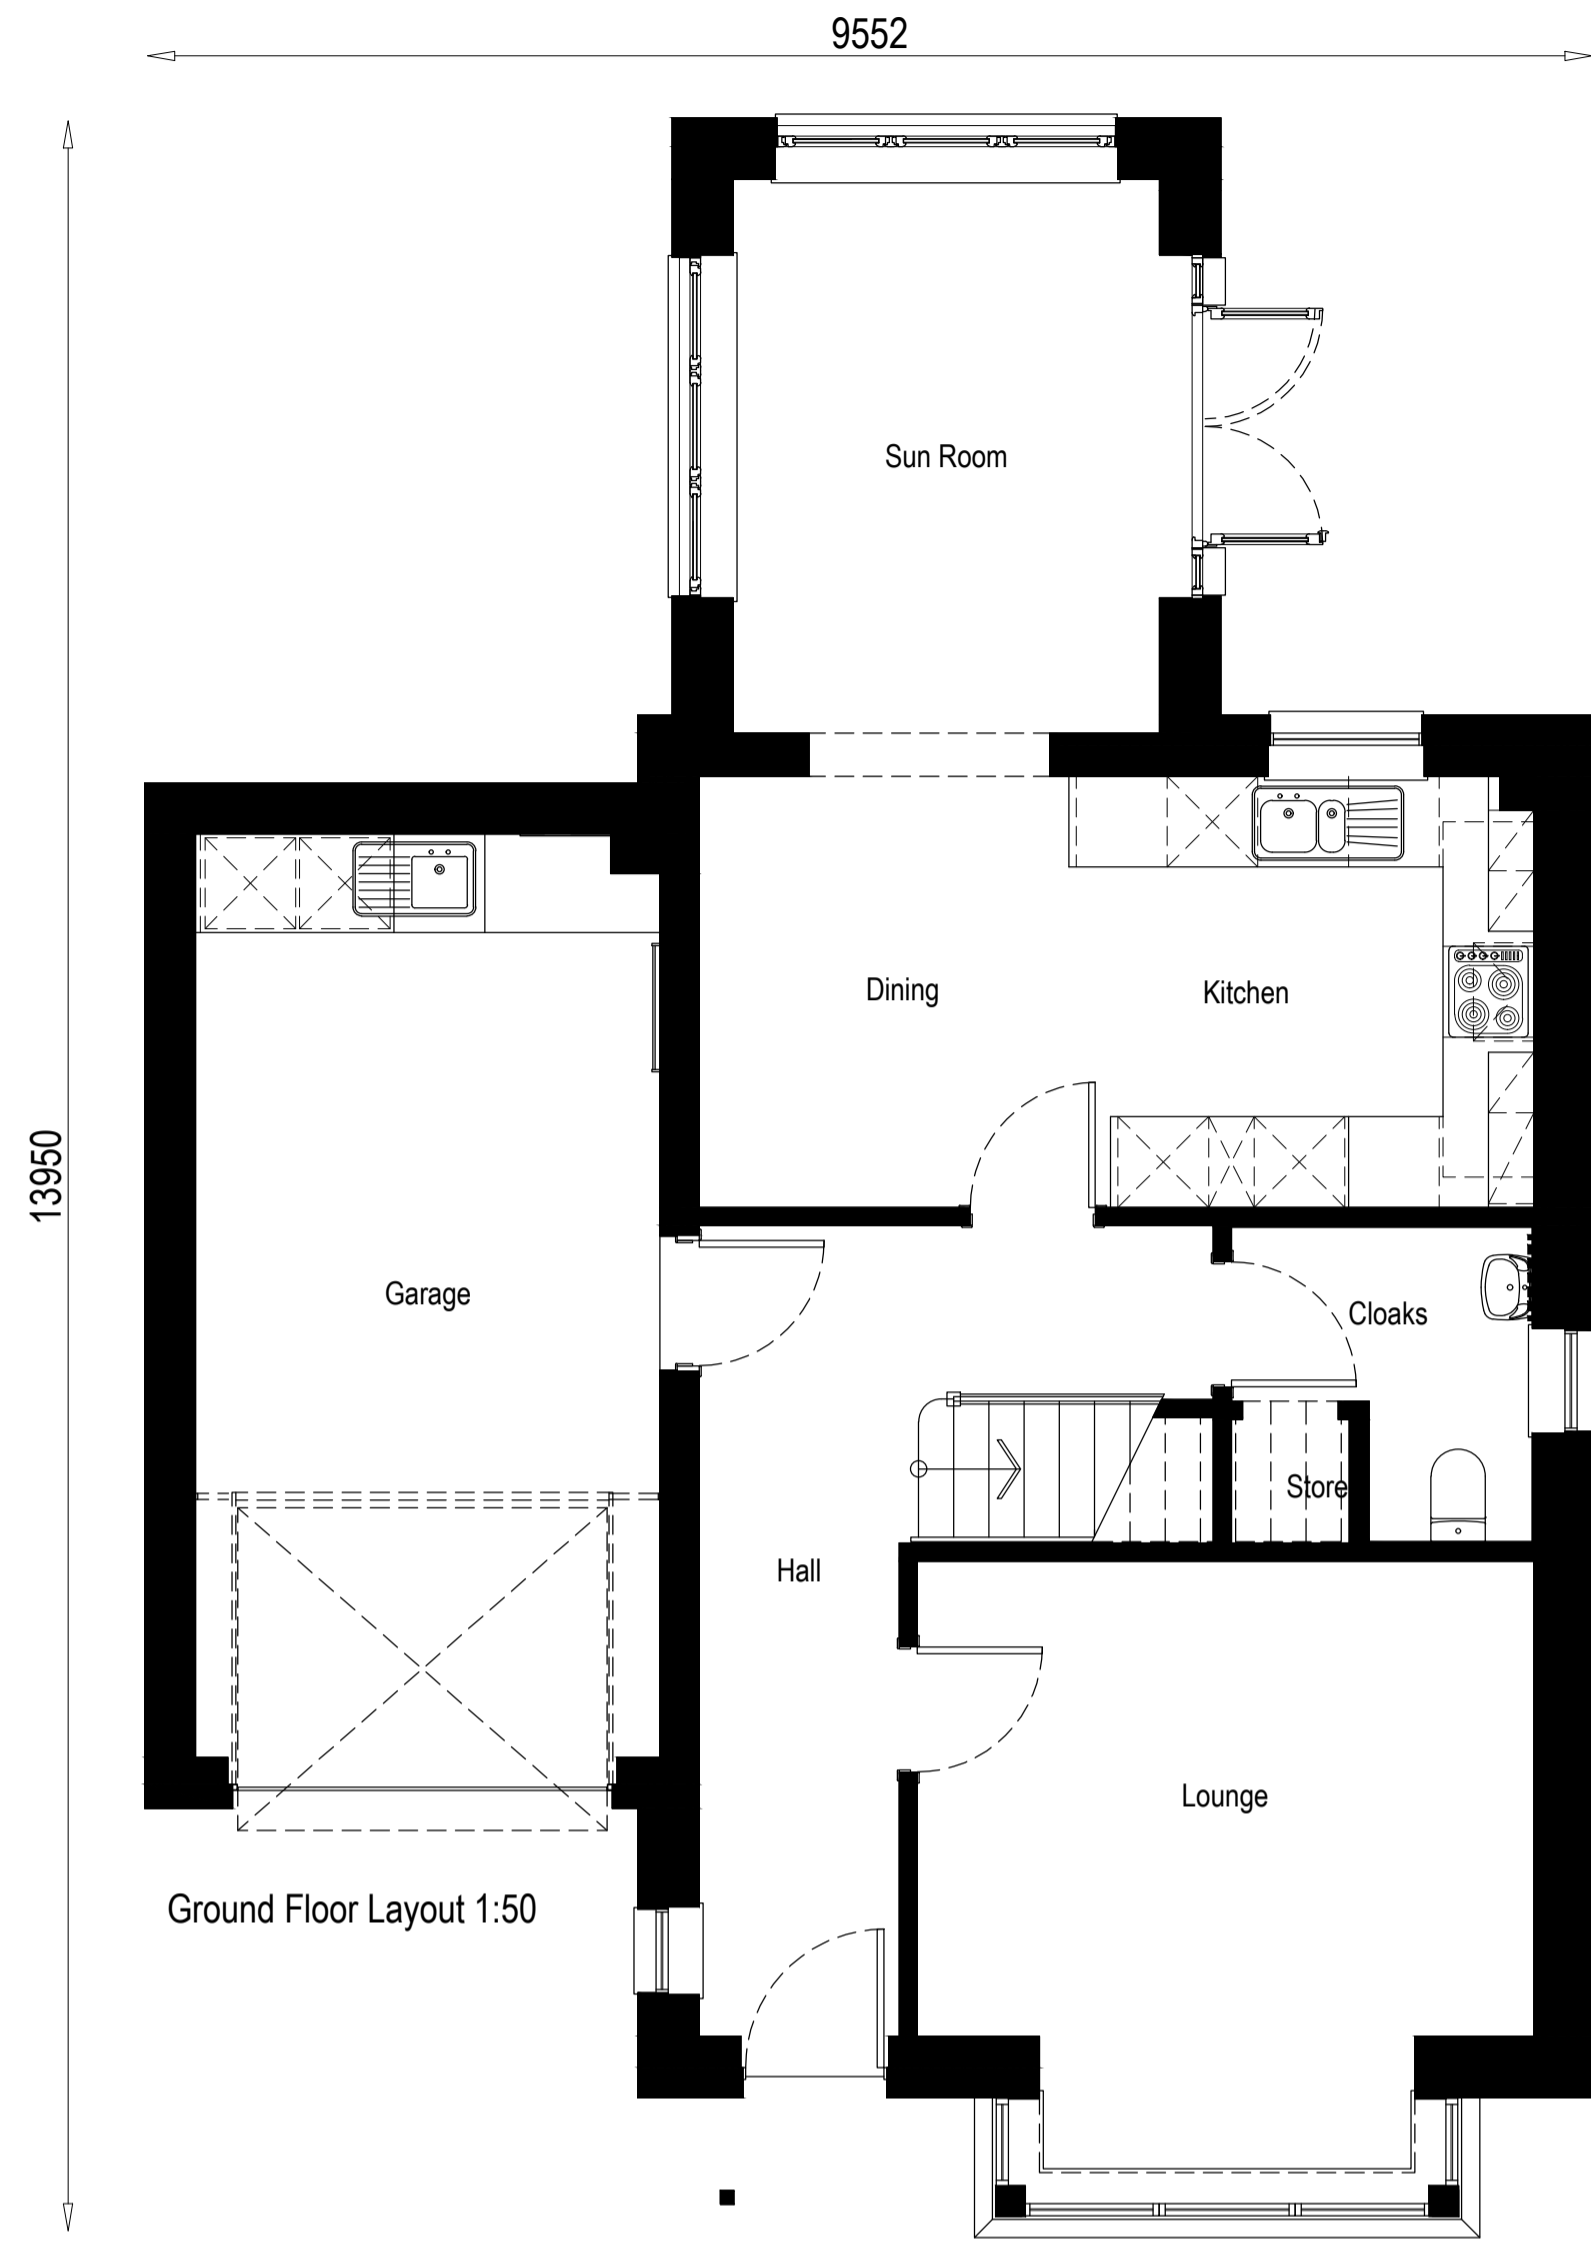 9552
13950
Sun Room
Dining
Kitchen
Garage
Cloaks
Store
Hall
Lounge
Ground Floor Layout 1:50